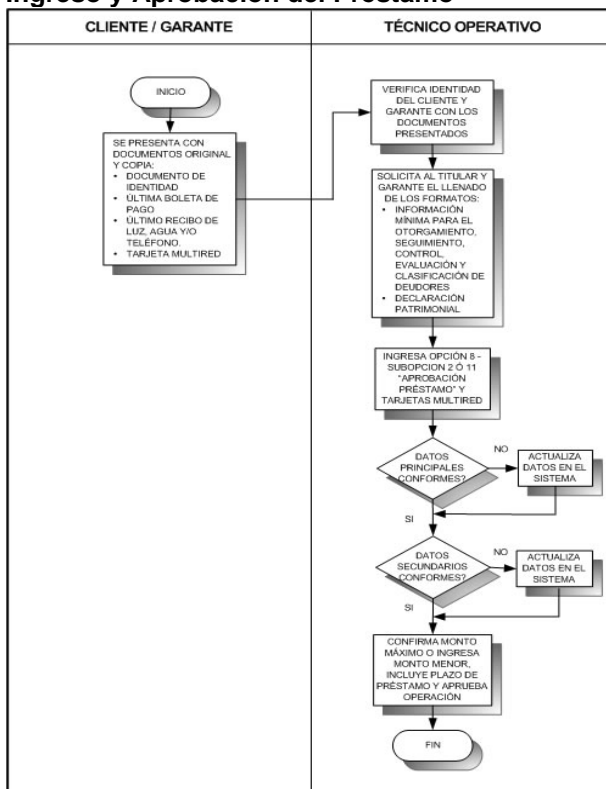 Ingreso y Aprobación del Préstamo
CLIENTE / GARANTE
TÉCNICO OPERATIVO
INICIO
SE PRESENTA CON
DOCUMENTOS ORIGINAL
Y COPIA:
• DOCUMENTO DE
IDENTIDAD
• ÚLTIMA BOLETA DE
PAGO
• ÚLTIMO RECIBO DE
LUZ, AGUA Y/O
TELÉFONO.
• TARJETA MULTIRED
VERIFICA IDENTIDAD
DEL CLIENTE Y
GARANTE CON LOS
DOCUMENTOS
PRESENTADOS
SOLICITA AL TITULAR Y
GARANTE EL LLENADO
DE LOS FORMATOS:
• INFORMACIÓN
MÍNIMA PARA EL
OTORGAMIENTO,
SEGUIMIENTO,
CONTROL,
EVALUACIÓN Y
CLASIFICACIÓN DE
DEUDORES
• DECLARACIÓN
PATRIMONIAL
INGRESA OPCIÓN 8 -
SUBOPCION 2 Ó 11
"APROBACIÓN
PRÉSTAMO" Y
TARJETAS MULTIRED
DATOS
PRINCIPALES
CONFORMES?
NO
ACTUALIZA
DATOS EN EL
SISTEMA
SI
DATOS
SECUNDARIOS
CONFORMES?
NO
ACTUALIZA
DATOS EN EL
SISTEMA
SI
CONFIRMA MONTO
MÁXIMO O INGRESA
MONTO MENOR,
INCLUYE PLAZO DE
PRÉSTAMO Y APRUEBA
OPERACIÓN
FIN